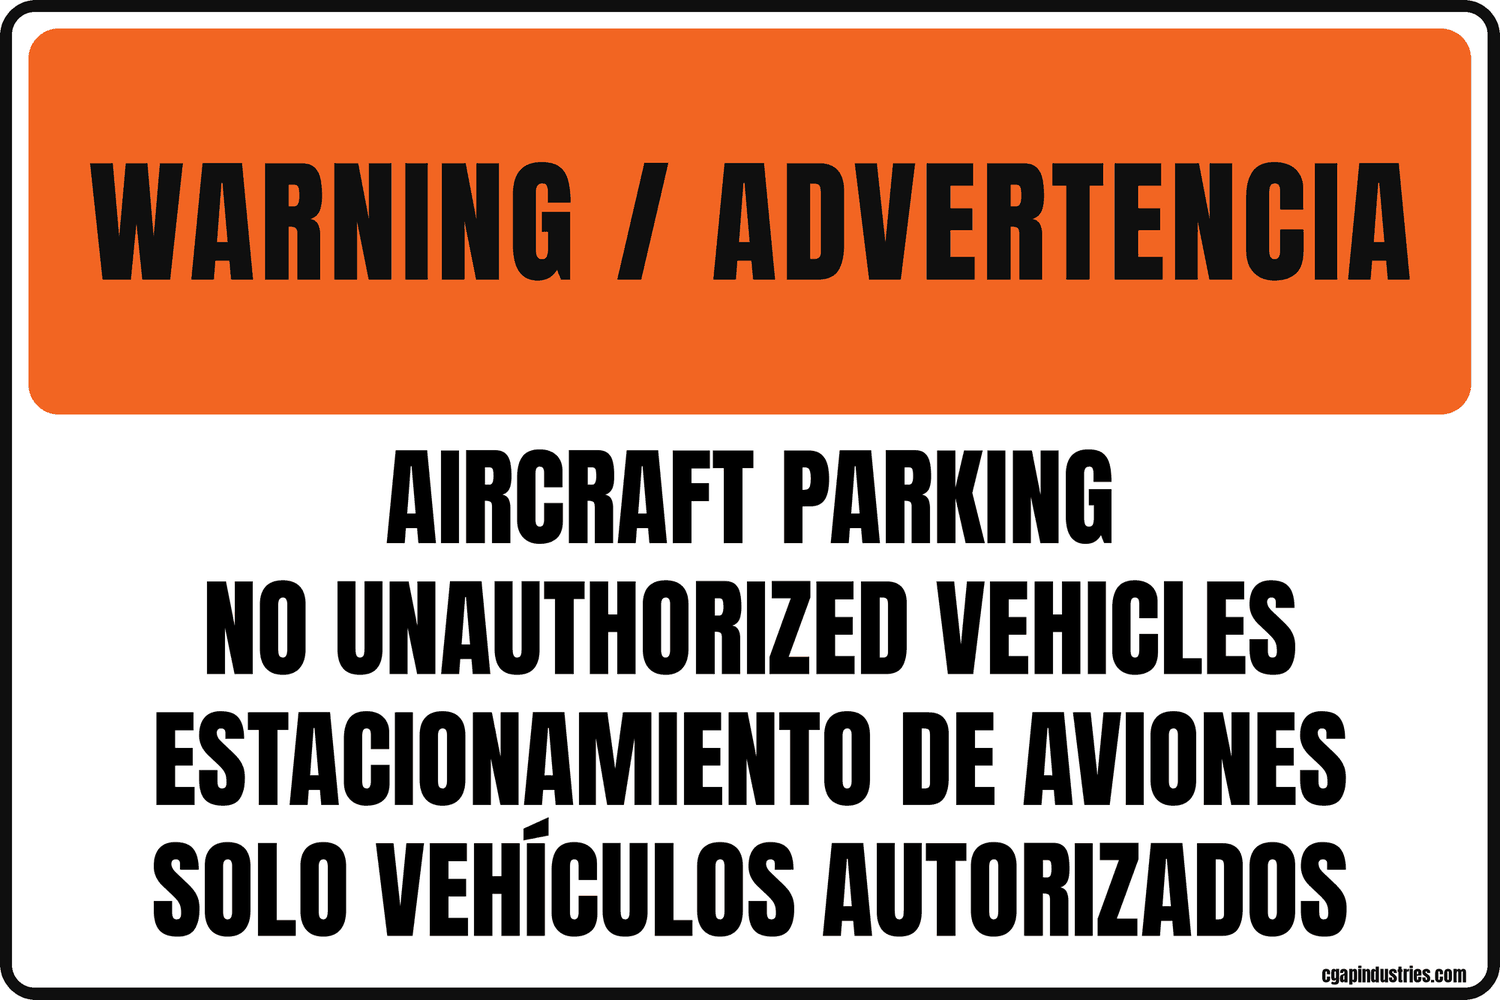 WARNING / ADVERTENCIA
AIRCRAFT PARKING
NO UNAUTHORIZED VEHICLES
ESTACIONAMIENTO DE AVIONES
SOLO VEHÍCULOS AUTORIZADOS
cgapindustries.com